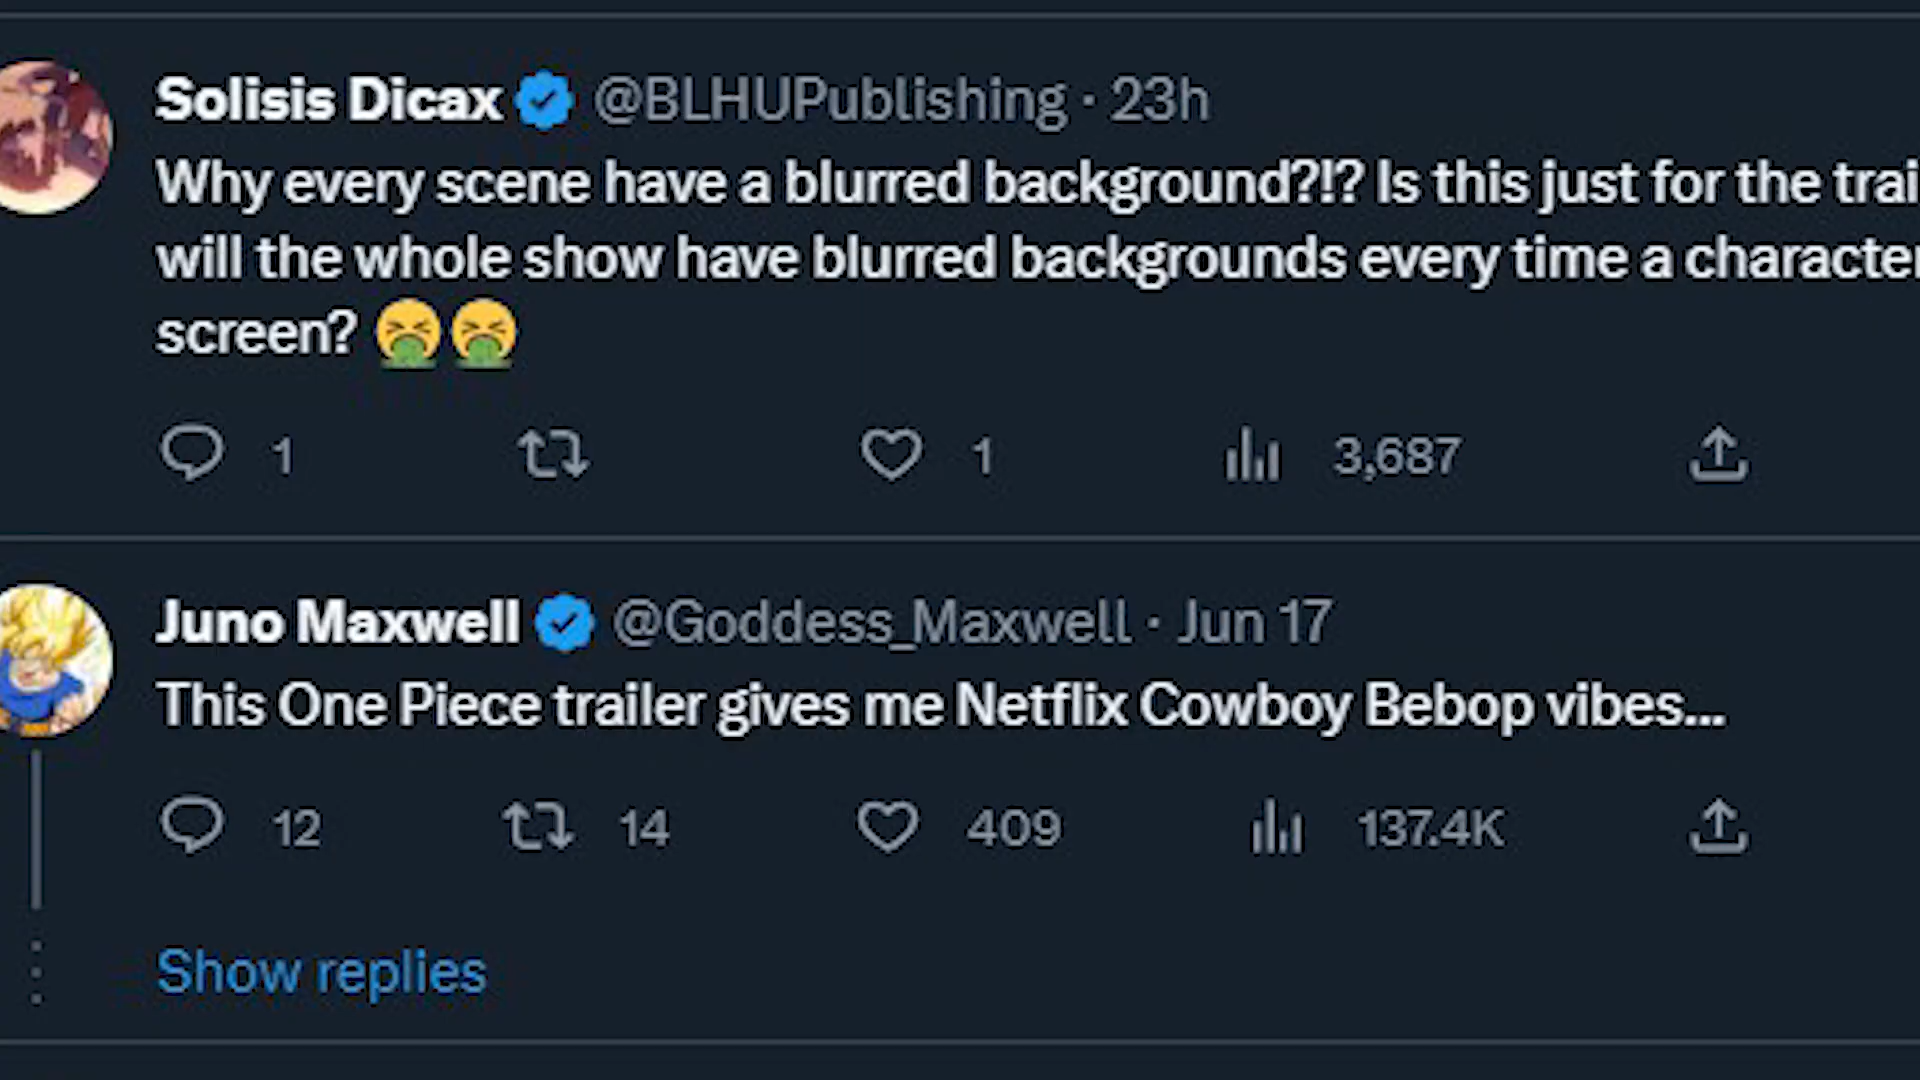 Solisis Dicax @BLHUPublishing · 23h
Why every scene have a blurred background?!? Is this just for the
will the whole show have blurred backgrounds every time a character
screen? 🤮🤮
1 1 3,687
Juno Maxwell @Goddess_Maxwell · Jun 17
This One Piece trailer gives me Netflix Cowboy Bebop vibes...
12 14 409 137.4K
Show replies